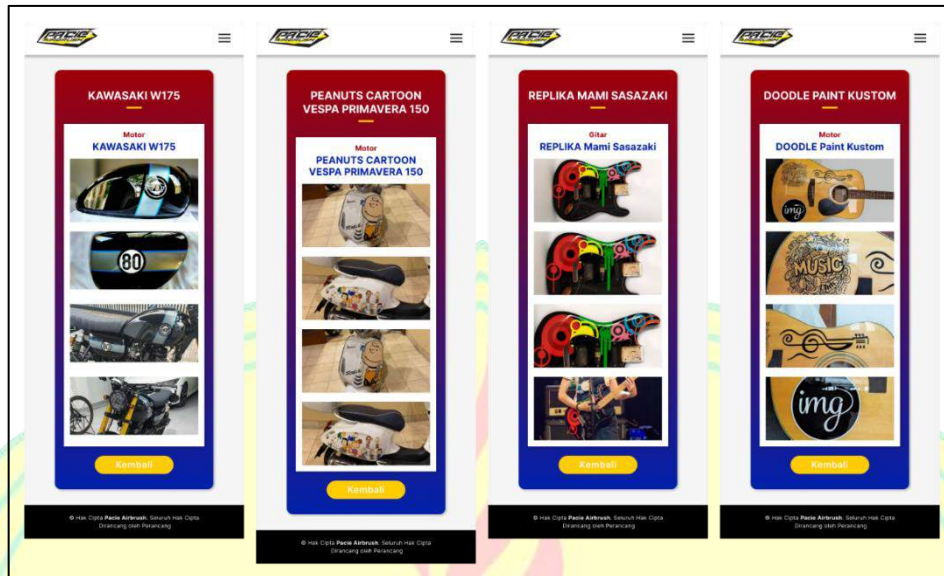 PACIE
KAWASAKI W175
Motor
KAWASAKI W175
80
Kembali
© Hak Cipta Pacie Airbrush. Seluruh Hak Cipta
Dirancang oleh Perancang
PACIE
PEANUTS CARTOON
VESPA PRIMAVERA 150
Motor
PEANUTS CARTOON
VESPA PRIMAVERA 150
Kembali
© Hak Cipta Pacie Airbrush. Seluruh Hak Cipta
Dirancang oleh Perancang
PACIE
REPLIKA MAMI SASAZAKI
Gitar
REPLIKA Mami Sasazaki
Kembali
© Hak Cipta Pacie Airbrush. Seluruh Hak Cipta
Dirancang oleh Perancang
PACIE
DOODLE PAINT KUSTOM
Motor
DOODLE Paint Kustom
img
MUSIC
img
Kembali
© Hak Cipta Pacie Airbrush. Seluruh Hak Cipta
Dirancang oleh Perancang